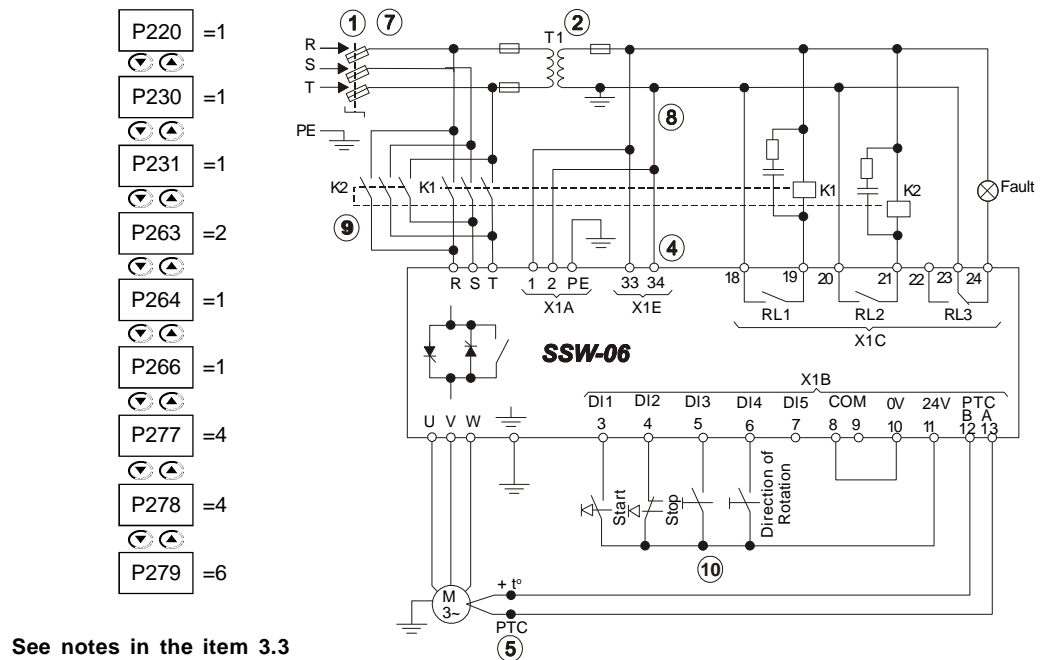 P220 =1
P230 =1
P231 =1
P263 =2
P264 =1
P266 =1
P277 =4
P278 =4
P279 =6
1 7 2
T1
R
S
T
8
PE
K2 K1 K1 K2 Fault
9 4
R S T 1 2 PE 33 34 18 19 20 21 22 23 24
X1A X1E RL1 RL2 RL3
X1C
SSW-06
X1B
DI1 DI2 DI3 DI4 DI5 COM 0V 24V PTC
B A
U V W 3 4 5 6 7 8 9 10 11 12 13
Start
Stop
Direction of
Rotation
10
+ tº
M
3~
PTC
5
See notes in the item 3.3